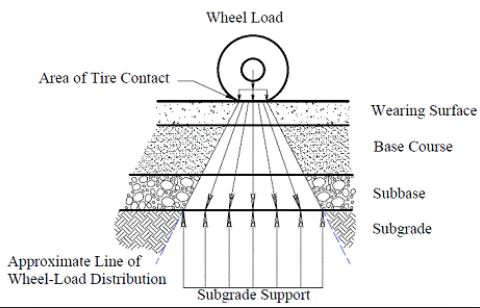 Wheel Load
Area of Tire Contact
Wearing Surface
Base Course
Subbase
Subgrade
Approximate Line of
Wheel-Load Distribution
Subgrade Support